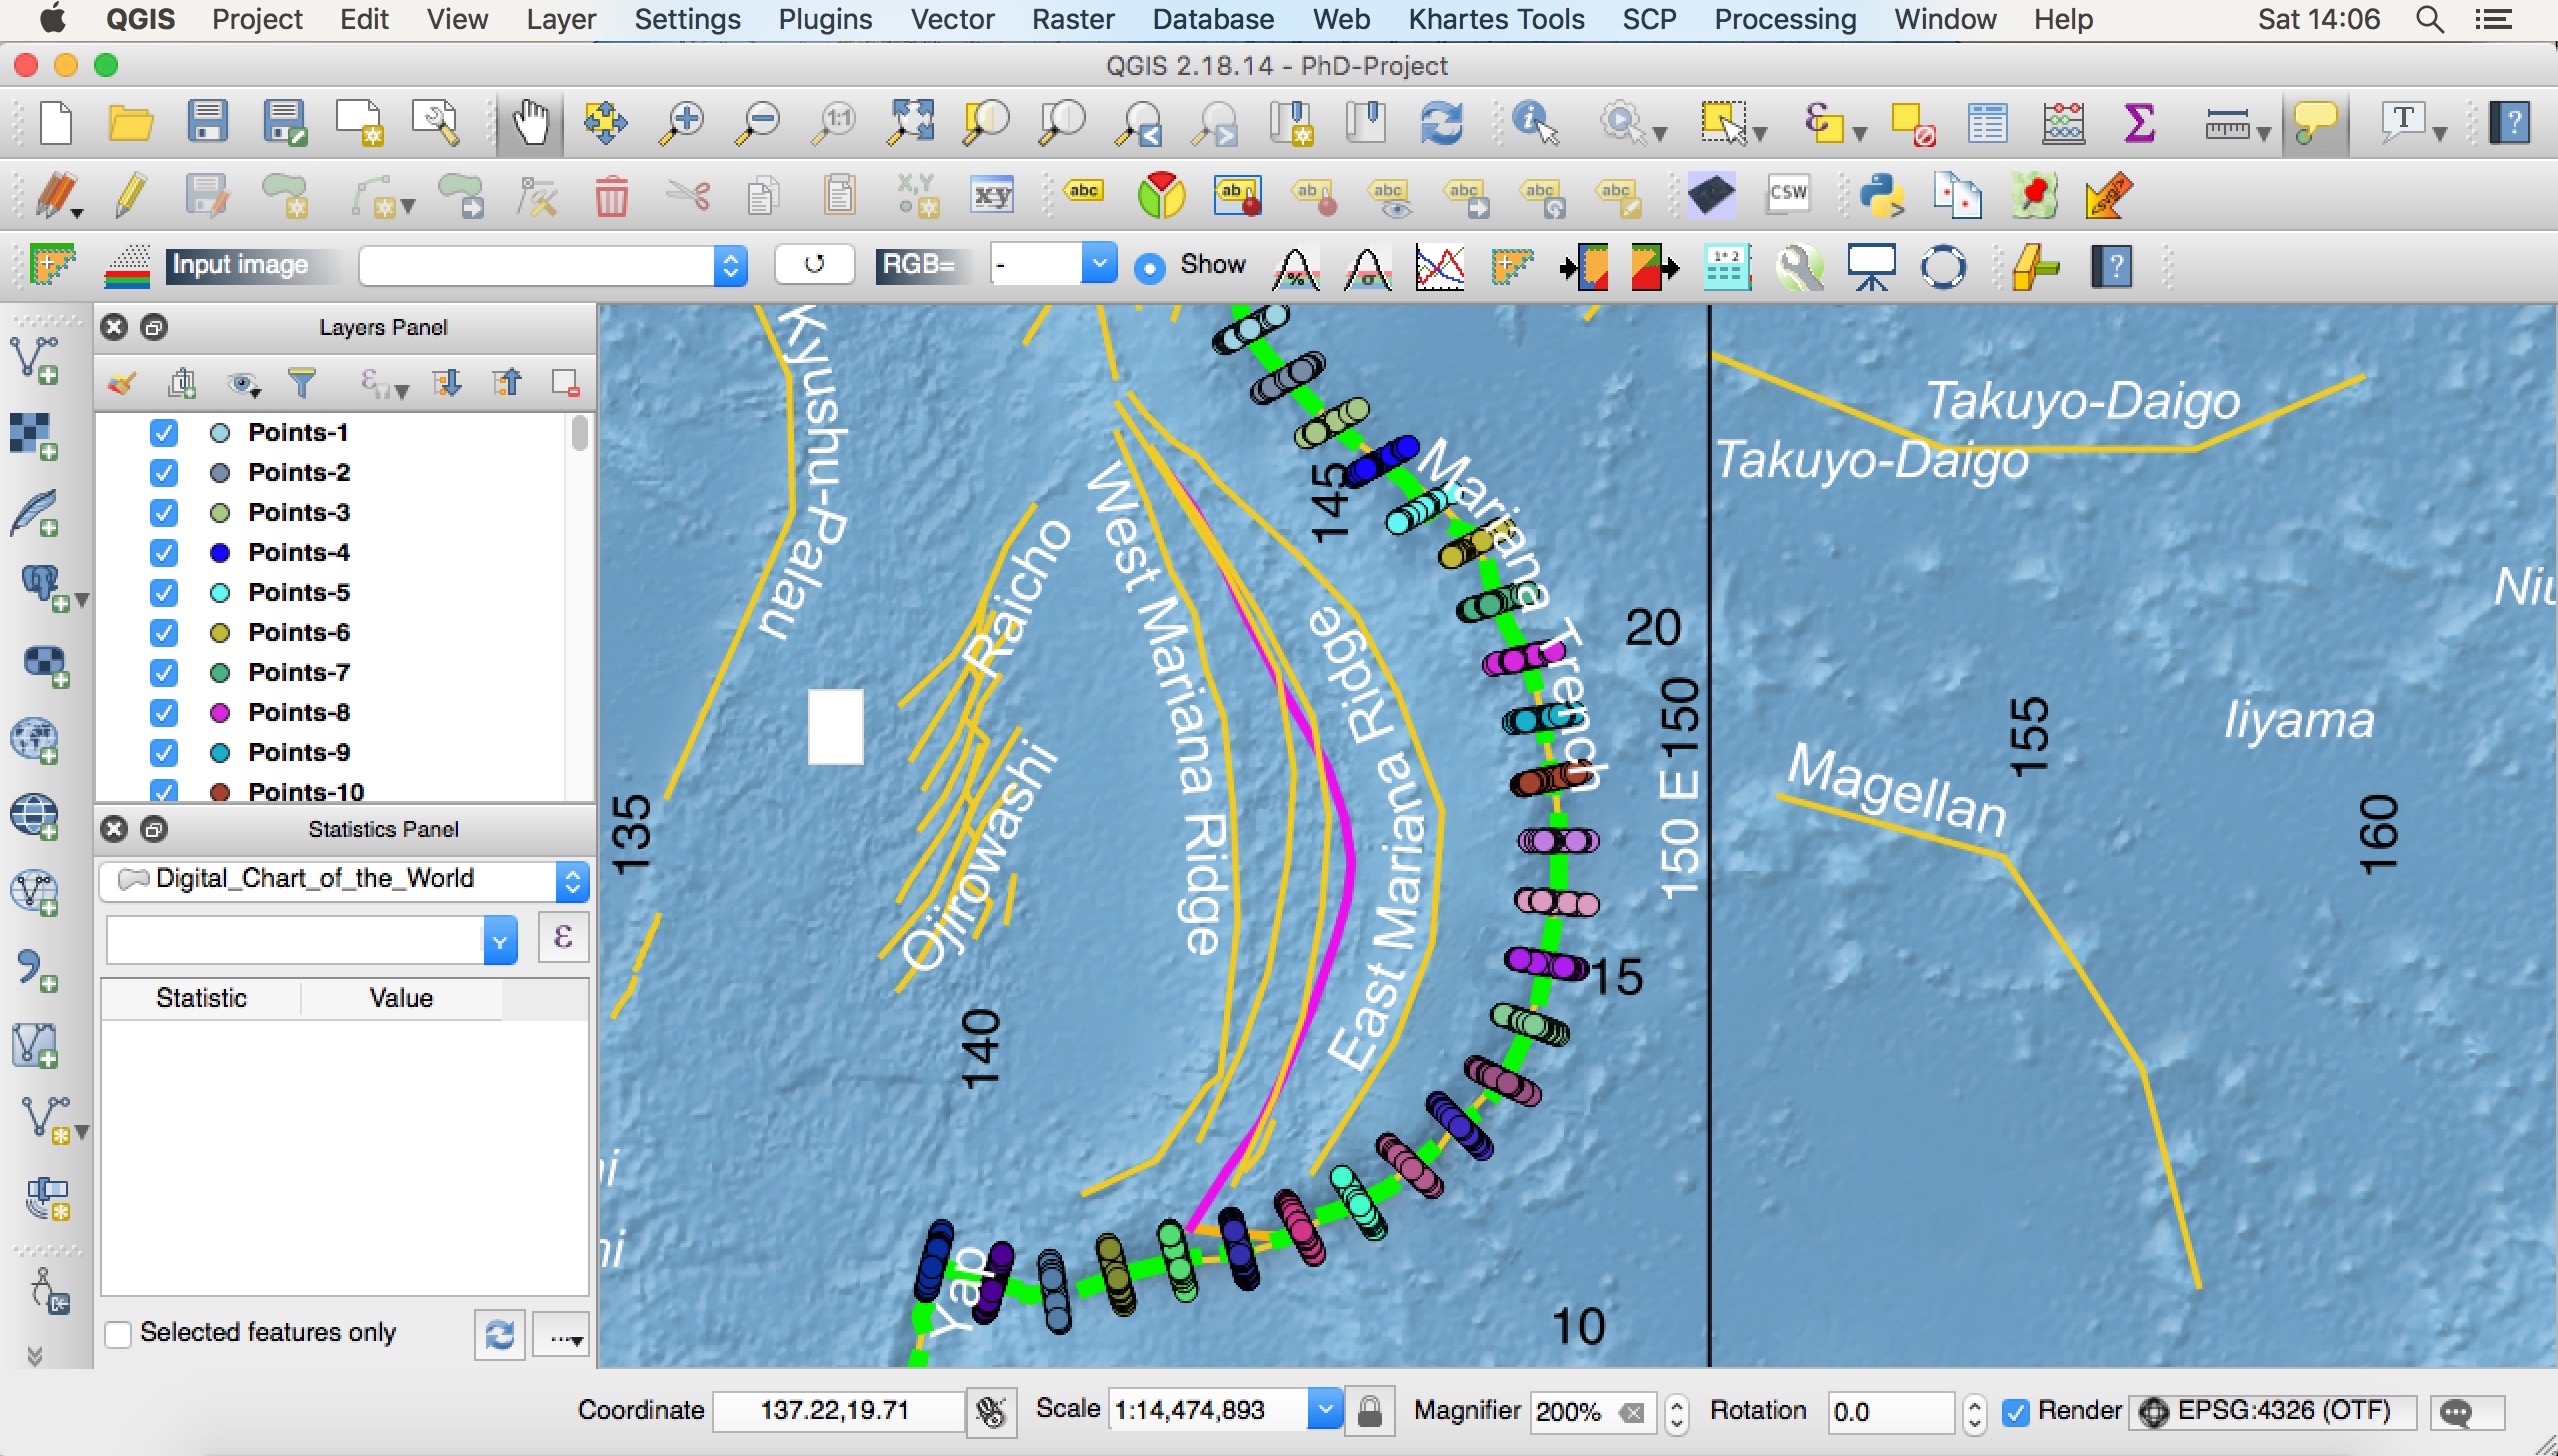 QGIS Project Edit View Layer Settings Plugins Vector Raster Database Web Khartes Tools SCP Processing Window Help Sat 14:06
QGIS 2.18.14 - PhD-Project
1:1
ε
Σ
T
?
X,Y
xy
abc
ab
ab
abc
abc
abc
abc
CSW
Input image
RGB=
-
Show
%
σ
1* 2
?
Layers Panel
Points-1
Points-2
Points-3
Points-4
Points-5
Points-6
Points-7
Points-8
Points-9
Points-10
Statistics Panel
Digital_Chart_of_the_World
ε
Statistic Value
Selected features only
...
Kyushu-Palau
Raicho
Ojirowashi
West Mariana Ridge
East Mariana Ridge
Mariana Trench
Yap
Takuyo-Daigo
Takuyo-Daigo
Magellan
Iiyama
Niu
135
140
145
150 E 150
155
160
20
15
10
Coordinate 137.22,19.71 Scale 1:14,474,893 Magnifier 200% Rotation 0.0 Render EPSG:4326 (OTF)